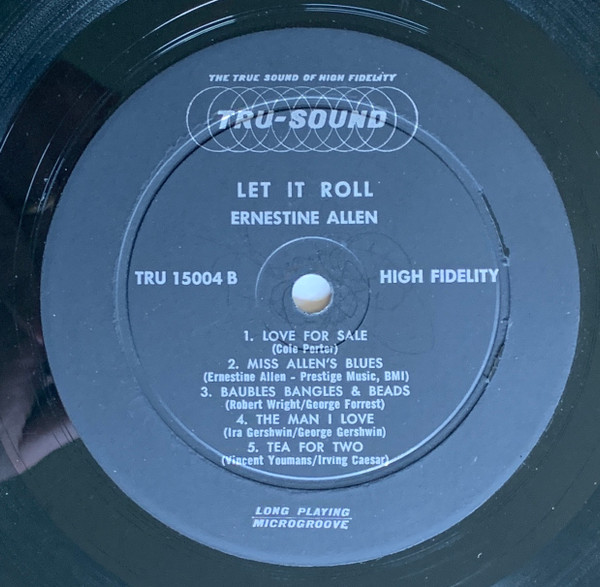 THE TRUE SOUND OF HIGH FIDELITY
TRU-SOUND
LET IT ROLL
ERNESTINE ALLEN
TRU 15004 B
HIGH FIDELITY
1. LOVE FOR SALE
(Cole Porter)
2. MISS ALLEN'S BLUES
(Ernestine Allen - Prestige Music, BMI)
3. BAUBLES BANGLES & BEADS
(Robert Wright/George Forrest)
4. THE MAN I LOVE
(Ira Gershwin/George Gershwin)
5. TEA FOR TWO
(Vincent Youmans/Irving Caesar)
LONG PLAYING
MICROGROOVE